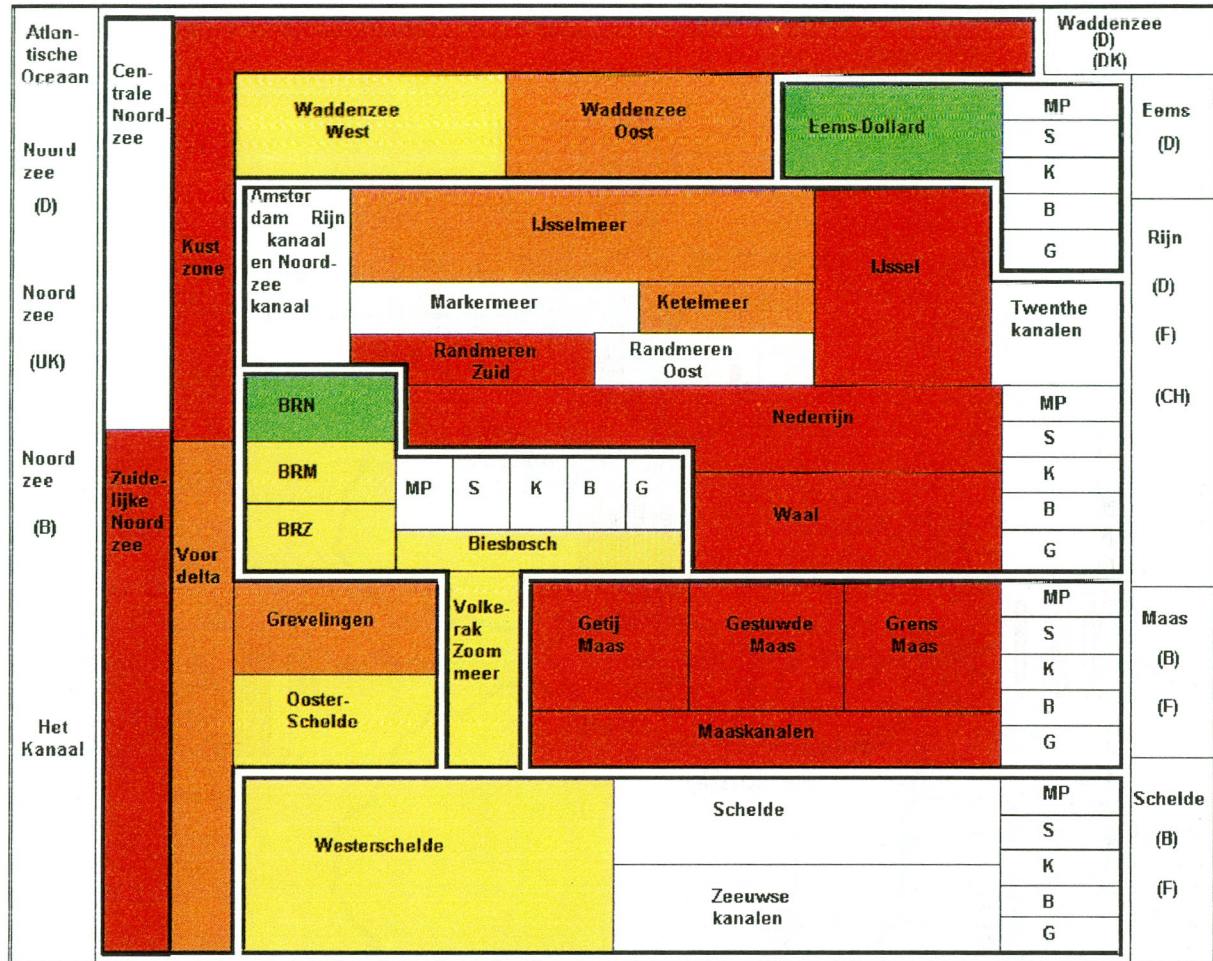 Atlan-
tische
Oceaan
Noord
zee
(D)
Noord
zee
(UK)
Noord
zee
(B)
Het
Kanaal
Cen-
trale
Noord-
zee
Zuide-
lijke
Noord
zee
Kust
zone
Voor
delta
Waddenzee
(D)
(DK)
Waddenzee
West
Waddenzee
Oost
Eems-Dollard
MP
S
K
B
G
Eems
(D)
Amster
dam Rijn
kanaal
en Noord-
zee
kanaal
IJsselmeer
IJssel
Markermeer
Ketelmeer
Randmeren
Zuid
Randmeren
Oost
Twenthe
kanalen
Rijn
(D)
(F)
(CH)
BRN
BRM
BRZ
MP
S
K
B
G
Biesbosch
Nederrijn
Waal
MP
S
K
B
G
Grevelingen
Ooster-
Schelde
Volke-
rak
Zoom
meer
Getij
Maas
Gestuwde
Maas
Grens
Maas
Maaskanalen
MP
S
K
B
G
Maas
(B)
(F)
Westerschelde
Schelde
Zeeuwse
kanalen
MP
S
K
B
G
Schelde
(B)
(F)